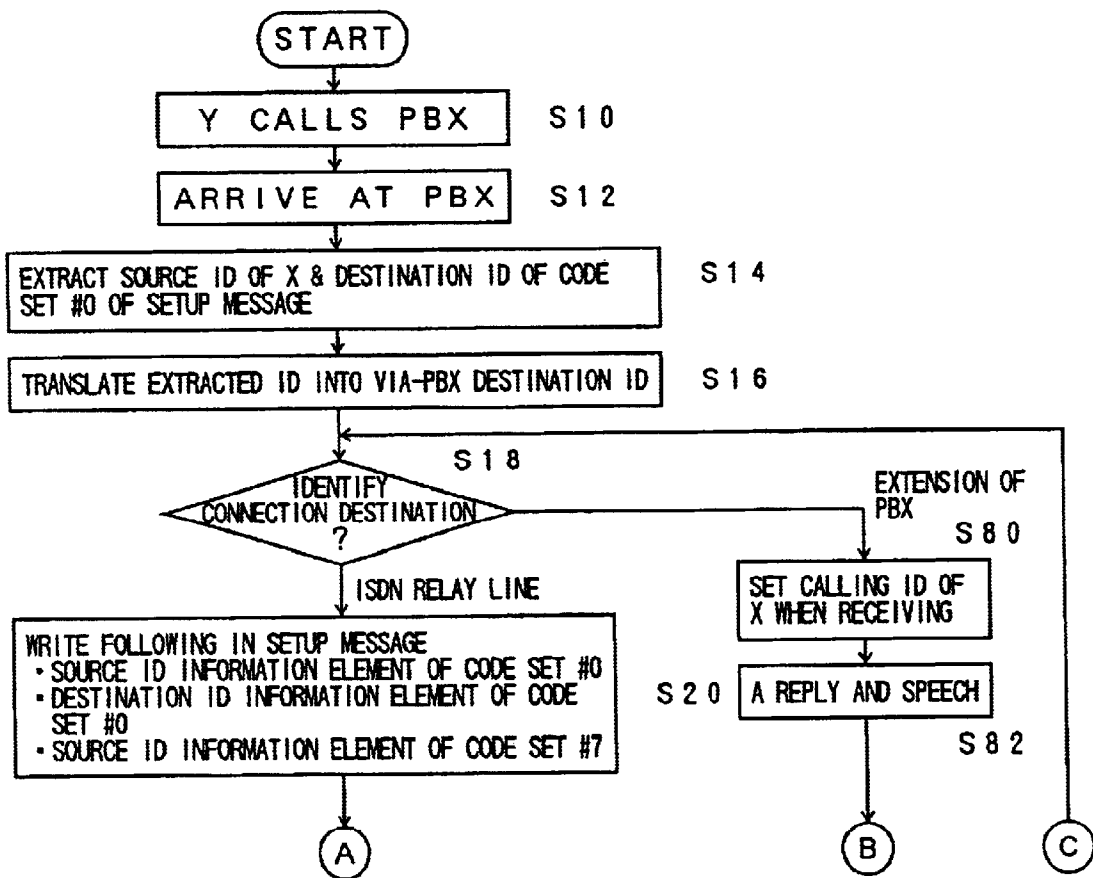 START
Y CALLS PBX
S10
ARRIVE AT PBX
S12
EXTRACT SOURCE ID OF X & DESTINATION ID OF CODE
SET #0 OF SETUP MESSAGE
S14
TRANSLATE EXTRACTED ID INTO VIA-PBX DESTINATION ID
S16
S18
IDENTIFY
CONNECTION DESTINATION
?
EXTENSION OF
PBX
S80
ISDN RELAY LINE
SET CALLING ID OF
X WHEN RECEIVING
WRITE FOLLOWING IN SETUP MESSAGE
・SOURCE ID INFORMATION ELEMENT OF CODE SET #0
・DESTINATION ID INFORMATION ELEMENT OF CODE
SET #0
・SOURCE ID INFORMATION ELEMENT OF CODE SET #7
S20
A REPLY AND SPEECH
S82
A
B
C